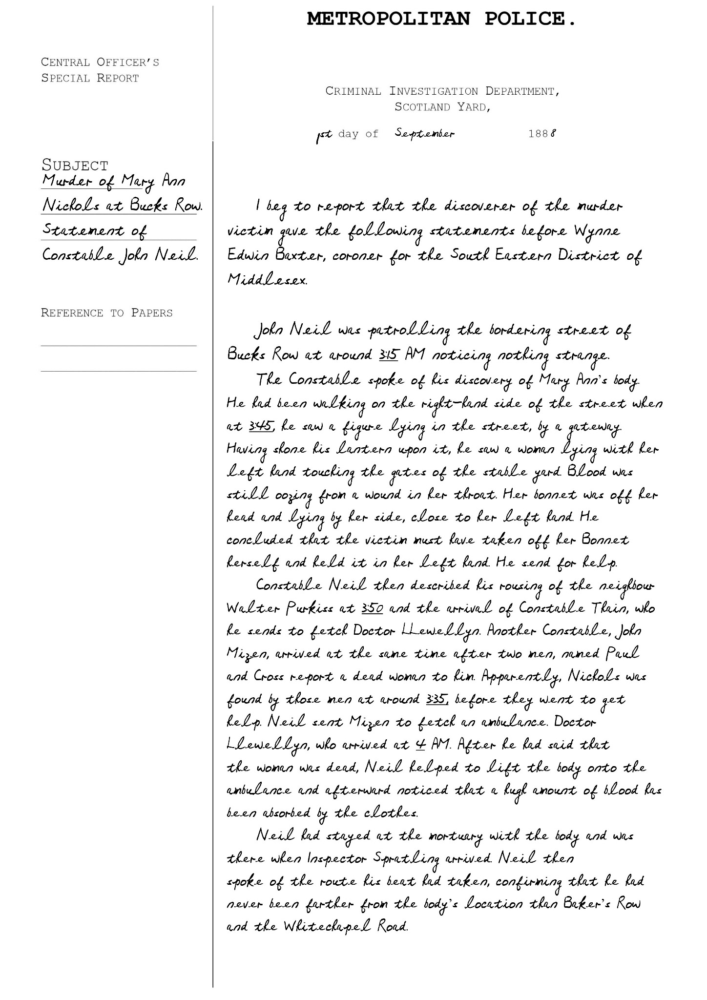 METROPOLITAN POLICE.
CENTRAL OFFICER'S
SPECIAL REPORT
CRIMINAL INVESTIGATION DEPARTMENT,
SCOTLAND YARD,
1st day of September 1888
SUBJECT
Murder of Mary Ann
Nichols at Bucks Row.
Statement of
Constable John Neil.
REFERENCE TO PAPERS
I beg to report that the discoverer of the murder
victim gave the following statements before Wynne
Edwin Baxter, coroner for the South Eastern District of
Middlesex.
John Neil was patrolling the bordering street of
Bucks Row at around 3:15 AM noticing nothing strange.
The Constable spoke of his discovery of Mary Ann's body.
He had been walking on the right-hand side of the street when
at 3:45, he saw a figure lying in the street, by a gateway.
Having shone his lantern upon it, he saw a woman lying with her
left hand touching the gates of the stable yard. Blood was
still oozing from a wound in her throat. Her bonnet was off her
head and lying by her side, close to her left hand. He
concluded that the victim must have taken off her Bonnet
herself and held it in her left hand. He send for help.
Constable Neil then described his rousing of the neighbour
Walter Purkiss at 3:50 and the arrival of Constable Thain, who
he sends to fetch Doctor LLewellyn. Another Constable, John
Mizen, arrived at the same time after two men, named Paul
and Cross report a dead woman to him. Apparently, Nichols was
found by those men at around 3:35, before they went to get
help. Neil sent Mizen to fetch an ambulance. Doctor
Llewellyn, who arrived at 4 AM. After he had said that
the woman was dead, Neil helped to lift the body onto the
ambulance and afterward noticed that a hugh amount of blood has
been absorbed by the clothes.
Neil had stayed at the mortuary with the body and was
there when Inspector Spratling arrived. Neil then
spoke of the route his beat had taken, confirming that he had
never been farther from the body's location than Baker's Row
and the Whitechapel Road.